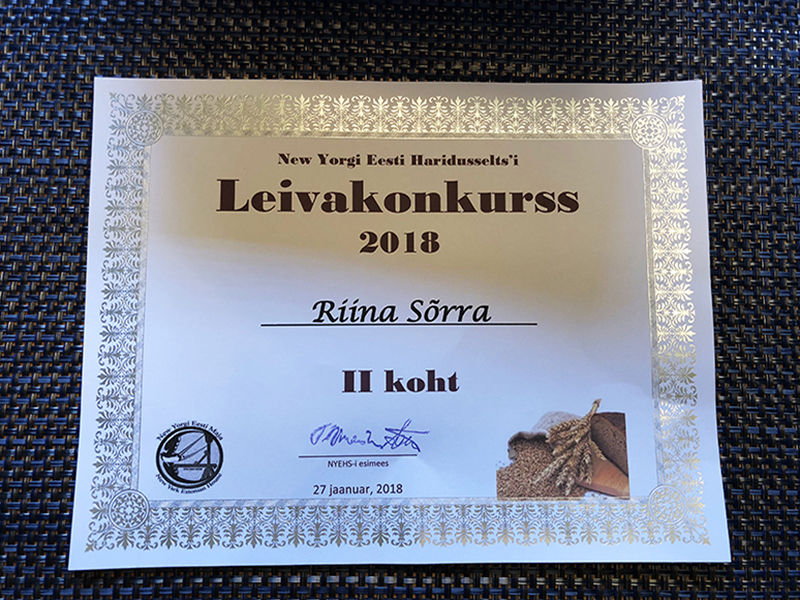 New Yorgi Eesti Haridusselts'i
Leivakonkurss
2018
Riina Sõrra
II koht
NYEHS-i esimees
27 jaanuar, 2018
New Yorgi Eesti Maja
New York Estonian House